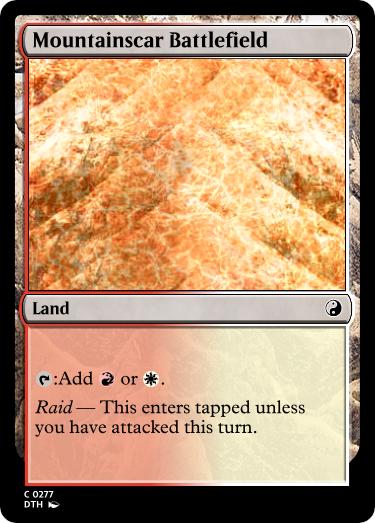 Mountainscar Battlefield
Land
:Add or .
Raid — This enters tapped unless
you have attacked this turn.
C 0277
DTH